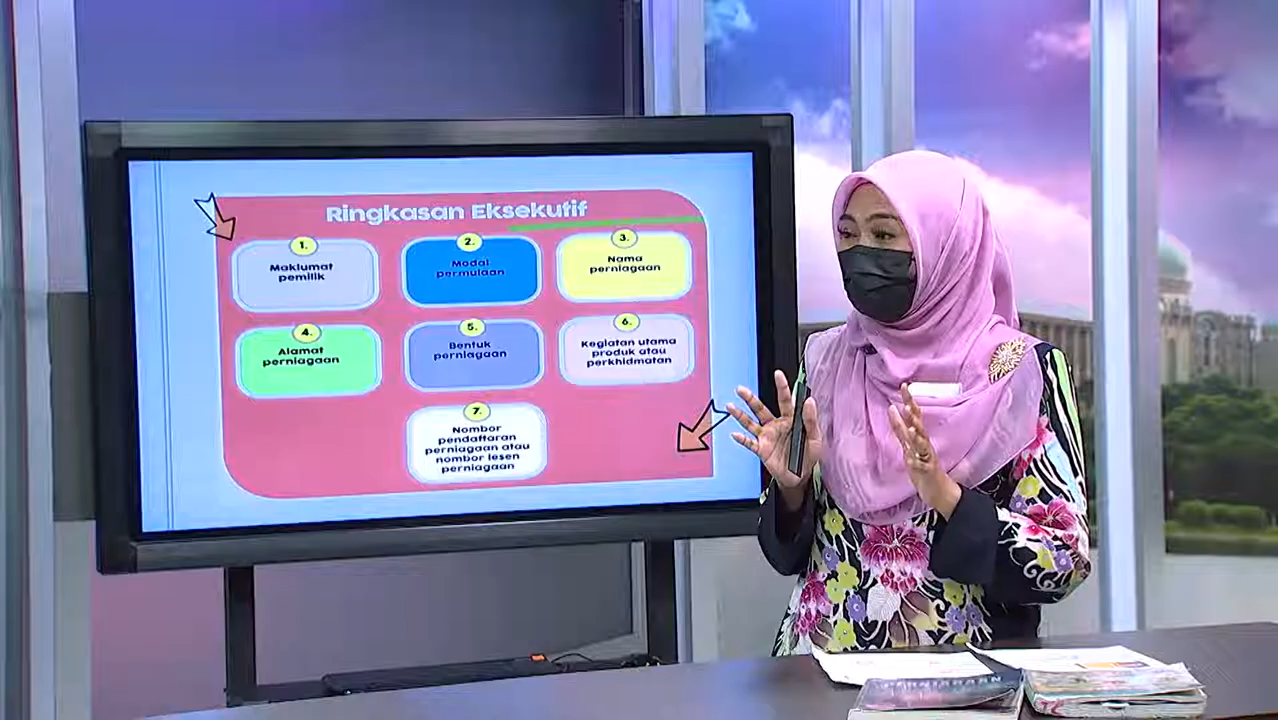 Ringkasan Eksekutif
1.
Maklumat
pemilik
2.
Modal
permulaan
3.
Nama
perniagaan
4.
Alamat
perniagaan
5.
Bentuk
perniagaan
6.
Kegiatan utama
produk atau
perkhidmatan
7.
Nombor
pendaftaran
perniagaan atau
nombor lesen
perniagaan
PERNIAGAAN